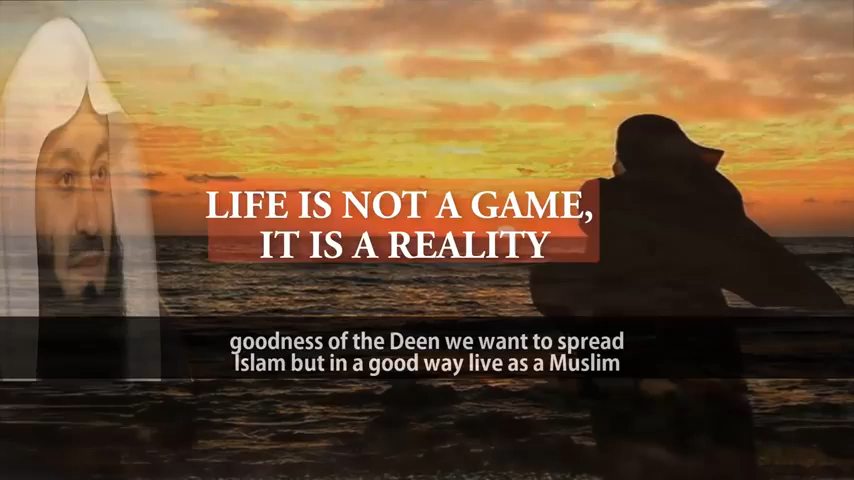 LIFE IS NOT A GAME,
IT IS A REALITY
goodness of the Deen we want to spread
Islam but in a good way live as a Muslim